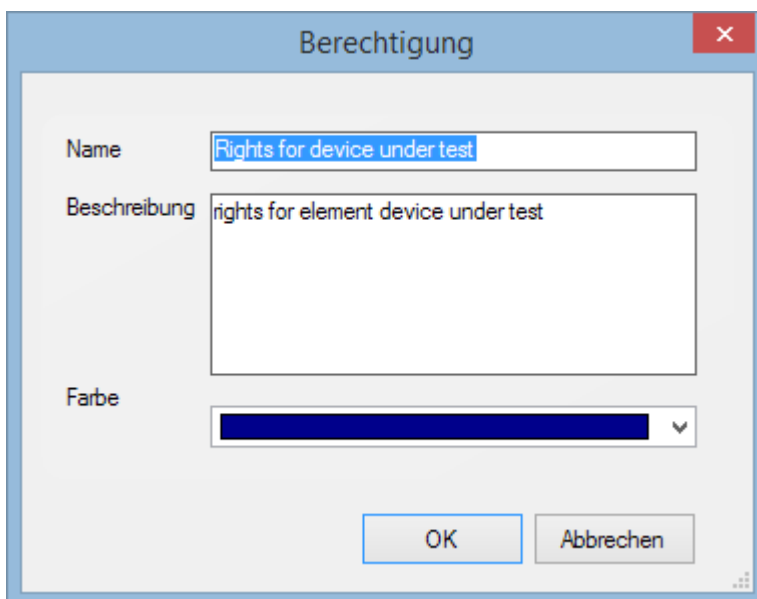 Berechtigung
Name
Rights for device under test
Beschreibung
rights for element device under test
Farbe
OK
Abbrechen